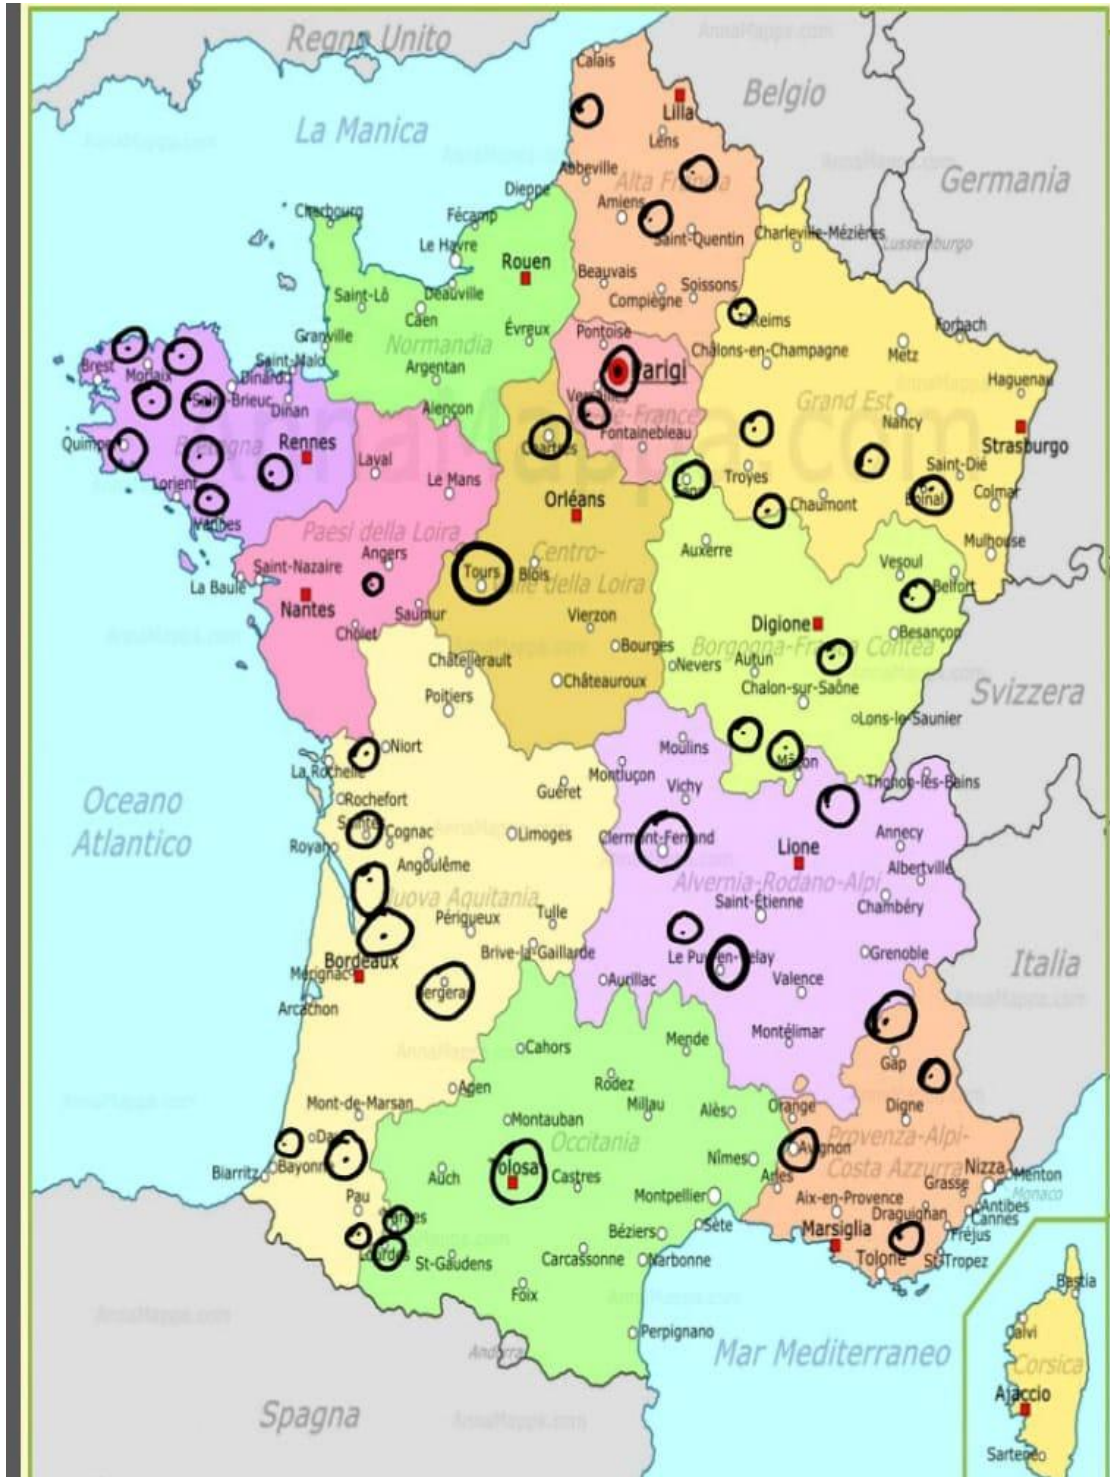 Regno Unito
AnnaMappa.com
Calais
Belgio
Lilla
La Manica
Lens
Abbeville
Alta Francia
Germania
Dieppe
Amiens
Cherbourg
Fécamp
Saint-Quentin
Charleville-Mézières
Lussemburgo
Le Havre
Rouen
Beauvais
Soissons
Saint-Lô
Deauville
Compiègne
Caen
Reims
Évreux
Pontoise
Forbach
Granville
Normandia
Châlons-en-Champagne
Metz
Saint-Malo
Brest
Morlaix
Dinard
Argentan
Parigi
Haguenau
Saint-Brieuc
Versailles
Grand Est
Dinan
Alençon
Île-de-France
Nancy
AnnaMappa.com
Quimper
Bretagna
Rennes
Chartres
Fontainebleau
Strasburgo
Laval
Saint-Dié
Lorient
Le Mans
Troyes
Epinal
Colmar
Orléans
Chaumont
Vannes
Paesi della Loira
Mulhouse
Angers
Centro-
Auxerre
Saint-Nazaire
Tours
Blois
Valle della Loira
Vesoul
La Baule
Belfort
Nantes
Saumur
Vierzon
Digione
Cholet
Besançon
Bourges
Borgogna-Franca Contea
Châtellerault
Nevers
Autun
Châteauroux
Chalon-sur-Saône
Svizzera
Poitiers
Lons-le-Saunier
Niort
Moulins
La Rochelle
Montluçon
Mâcon
Thonon-les-Bains
Oceano
Atlantico
Rochefort
Guéret
Vichy
Saintes
Cognac
Limoges
Clermont-Ferrand
Annecy
Royan
Lione
Angoulême
Albertville
Alvernia-Rodano-Alpi
Nuova Aquitania
Saint-Étienne
Chambéry
Périgueux
Tulle
Brive-la-Gaillarde
Le Puy-en-Velay
Grenoble
Italia
Bordeaux
Mérignac
Aurillac
Valence
Bergerac
Arcachon
Montélimar
Mende
Cahors
Gap
Agen
Rodez
Mont-de-Marsan
Millau
Alès
Orange
Digne
Dax
Montauban
Occitania
Provenza-Alpi-
Costa Azzurra
Avignon
Biarritz
Bayonne
Auch
Tolosa
Castres
Nîmes
Arles
Nizza
Menton
Grasse
Monaco
Pau
Montpellier
Aix-en-Provence
Antibes
Tarbes
Draguignan
Cannes
Béziers
Sète
Marsiglia
Fréjus
Lourdes
St-Gaudens
Carcassonne
Narbonne
Tolone
St-Tropez
Foix
Bastia
Perpignano
Calvi
Andorra
Mar Mediterraneo
Corsica
Ajaccio
Spagna
Sartene